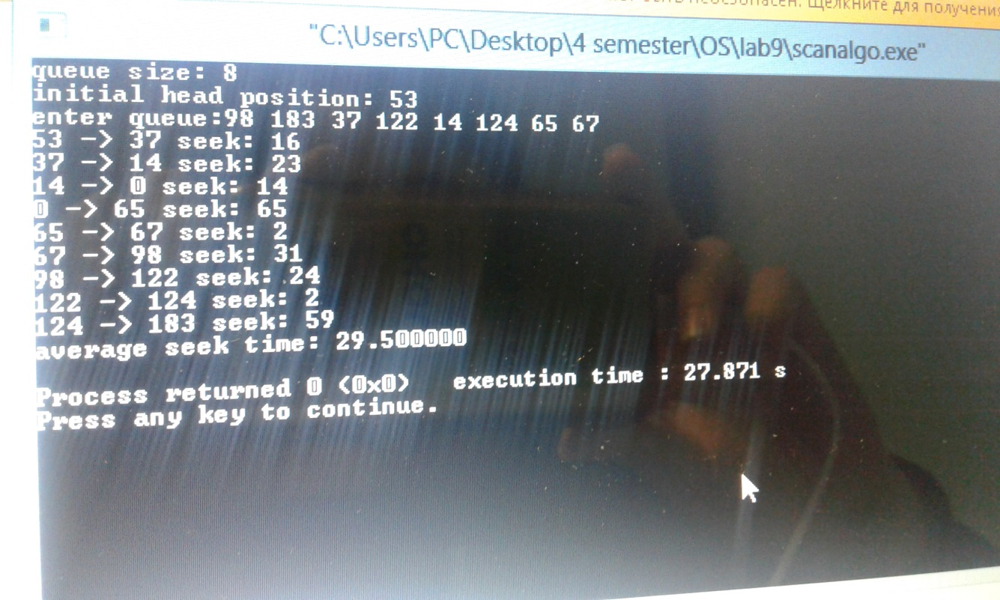 Щелкните для получения
"C:\Users\PC\Desktop\4 semester\OS\lab9\scanalgo.exe"
queue size: 8
initial head position: 53
enter queue:98 183 37 122 14 124 65 67
53 -> 37 seek: 16
37 -> 14 seek: 23
14 -> 0 seek: 14
0 -> 65 seek: 65
65 -> 67 seek: 2
67 -> 98 seek: 31
98 -> 122 seek: 24
122 -> 124 seek: 2
124 -> 183 seek: 59
average seek time: 29.500000
Process returned 0 (0x0)   execution time : 27.871 s
Press any key to continue.